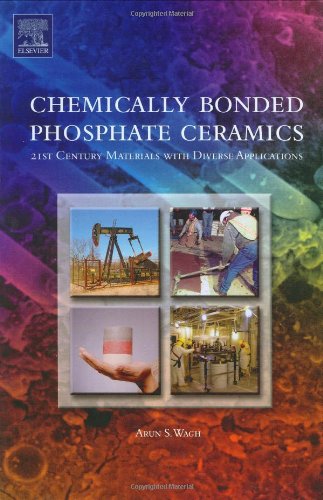 ELSEVIER
CHEMICALLY BONDED
PHOSPHATE CERAMICS
21ST CENTURY MATERIALS WITH DIVERSE APPLICATIONS
ARUN S. WAGH